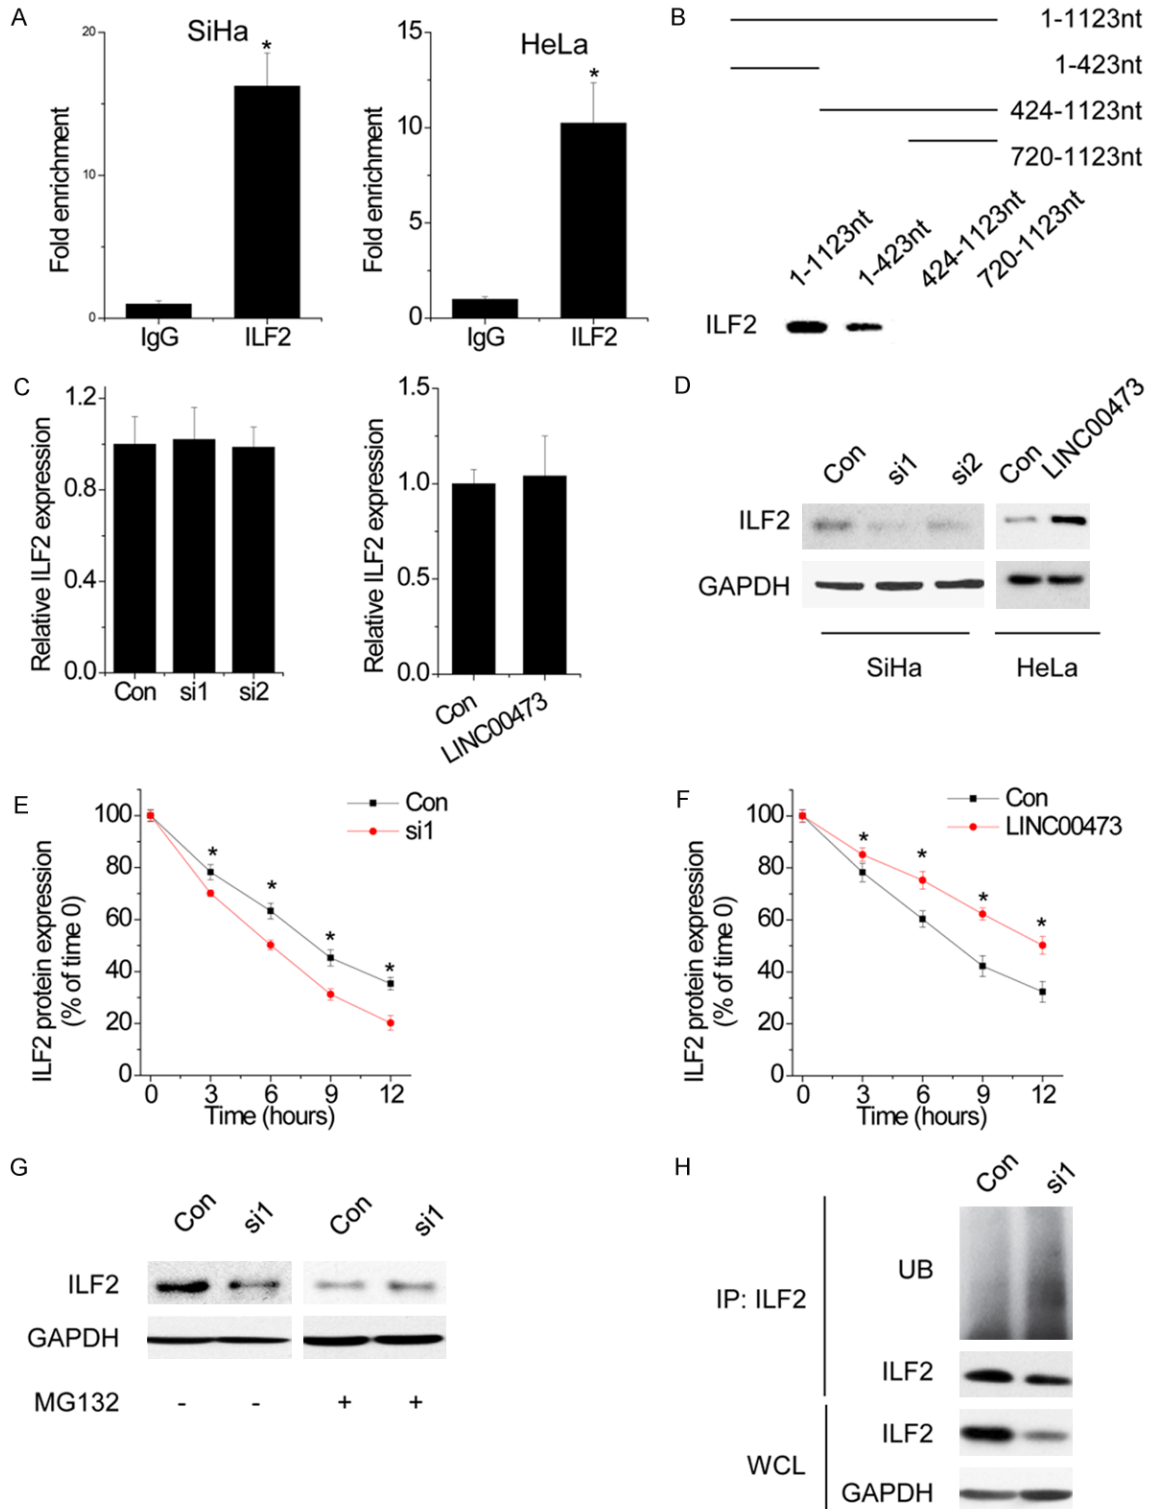 A
SiHa
*
20
10
0
Fold enrichment
IgG
ILF2
HeLa
*
15
10
5
0
Fold enrichment
IgG
ILF2
B
1-1123nt
1-423nt
424-1123nt
720-1123nt
1-1123nt
1-423nt
424-1123nt
720-1123nt
ILF2
C
1.2
0.8
0.4
0.0
Relative ILF2 expression
Con
si1
si2
1.5
1.0
0.5
0.0
Relative ILF2 expression
Con
LINC00473
D
Con
si1
si2
Con
LINC00473
ILF2
GAPDH
SiHa
HeLa
E
Con
si1
100
80
60
40
20
0
* * * *
ILF2 protein expression
(% of time 0)
0 3 6 9 12
Time (hours)
F
Con
LINC00473
100
80
60
40
20
0
* * * *
ILF2 protein expression
(% of time 0)
0 3 6 9 12
Time (hours)
G
Con
si1
Con
si1
ILF2
GAPDH
MG132 - - + +
H
Con
si1
IP: ILF2
UB
ILF2
WCL
ILF2
GAPDH